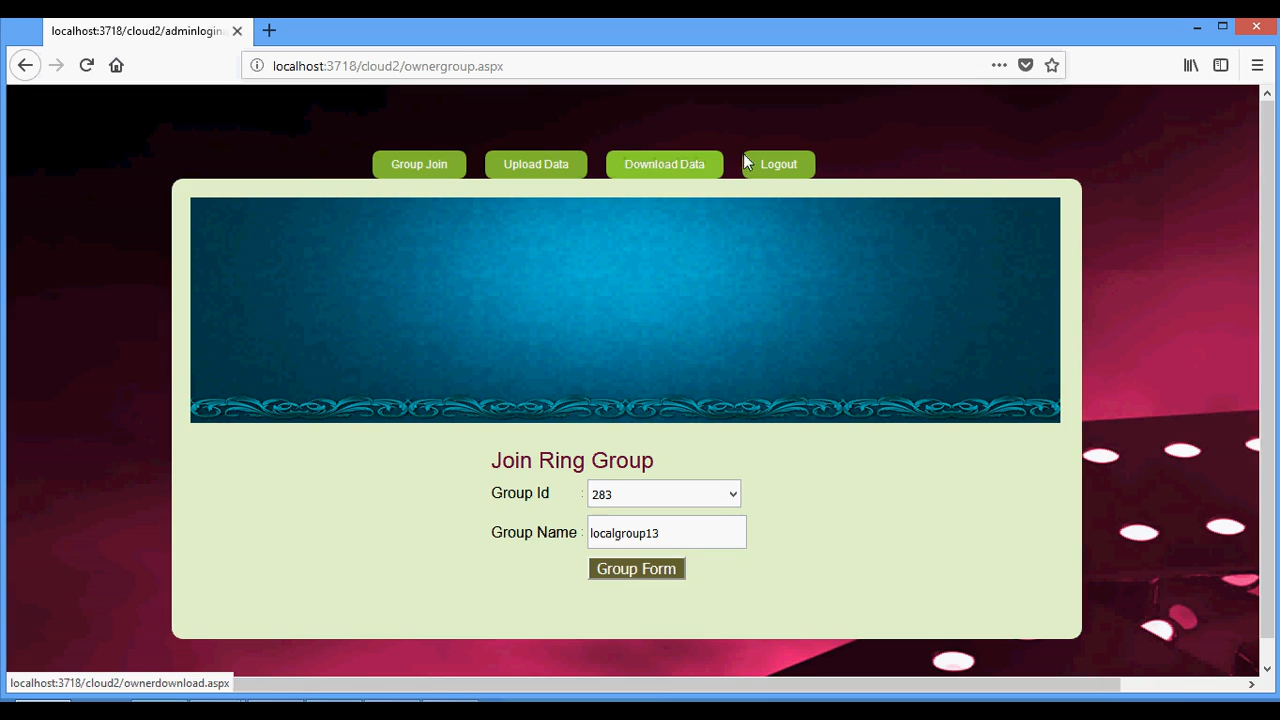 localhost:3718/cloud2/adminlogin
localhost:3718/cloud2/ownergroup.aspx
Group Join Upload Data Download Data Logout
Join Ring Group
Group Id : 283
Group Name : localgroup13
Group Form
localhost:3718/cloud2/ownerdownload.aspx